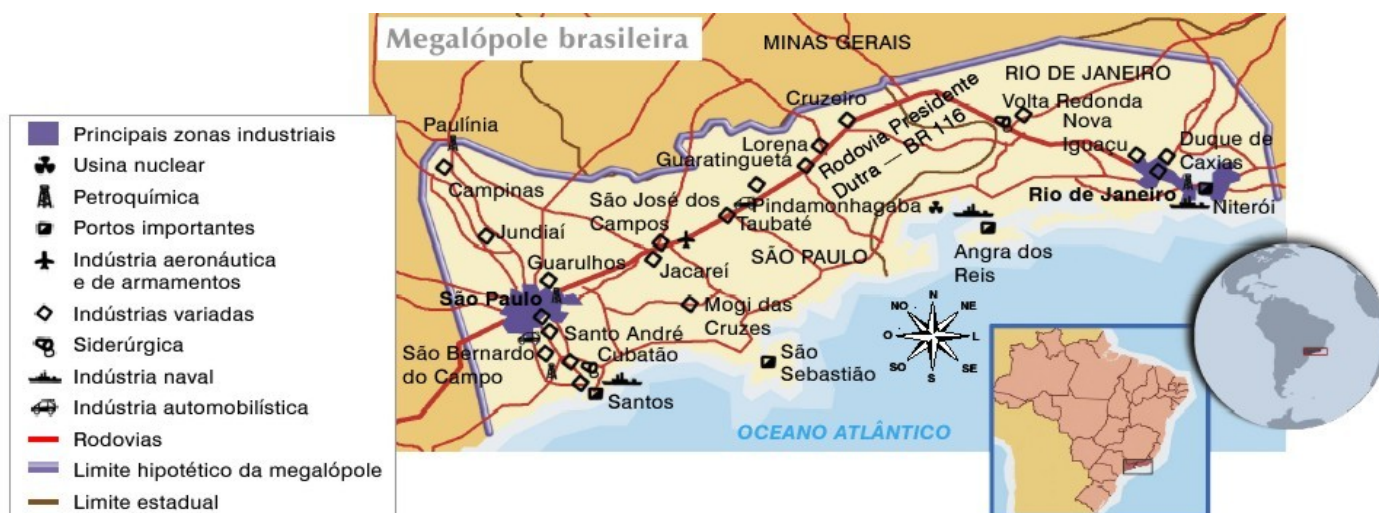 Megalópole brasileira
Principais zonas industriais
Usina nuclear
Petroquímica
Portos importantes
Indústria aeronáutica
e de armamentos
Indústrias variadas
Siderúrgica
Indústria naval
Indústria automobilística
Rodovias
Limite hipotético da megalópole
Limite estadual
MINAS GERAIS
RIO DE JANEIRO
Cruzeiro
Rodovia Presidente
Dutra — BR 116
Volta Redonda
Nova
Iguaçu
Duque de
Caxias
Paulínia
Lorena
Guaratinguetá
Campinas
São José dos
Campos
Pindamonhagaba
Taubaté
Rio de Janeiro
Niterói
Jundiaí
Guarulhos
Jacareí
SÃO PAULO
Angra dos
Reis
São Paulo
Mogi das
Cruzes
Santo André
São Bernardo
do Campo
Cubatão
São
Sebastião
Santos
OCEANO ATLÂNTICO
N
NO
NE
O
L
SO
SE
S